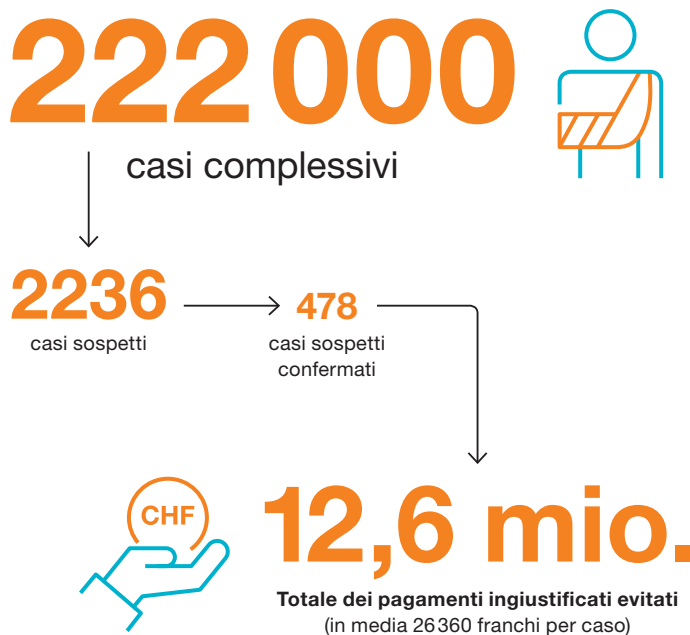 222 000
casi complessivi
2236
casi sospetti
478
casi sospetti
confermati
CHF
12,6 mio.
Totale dei pagamenti ingiustificati evitati
(in media 26 360 franchi per caso)